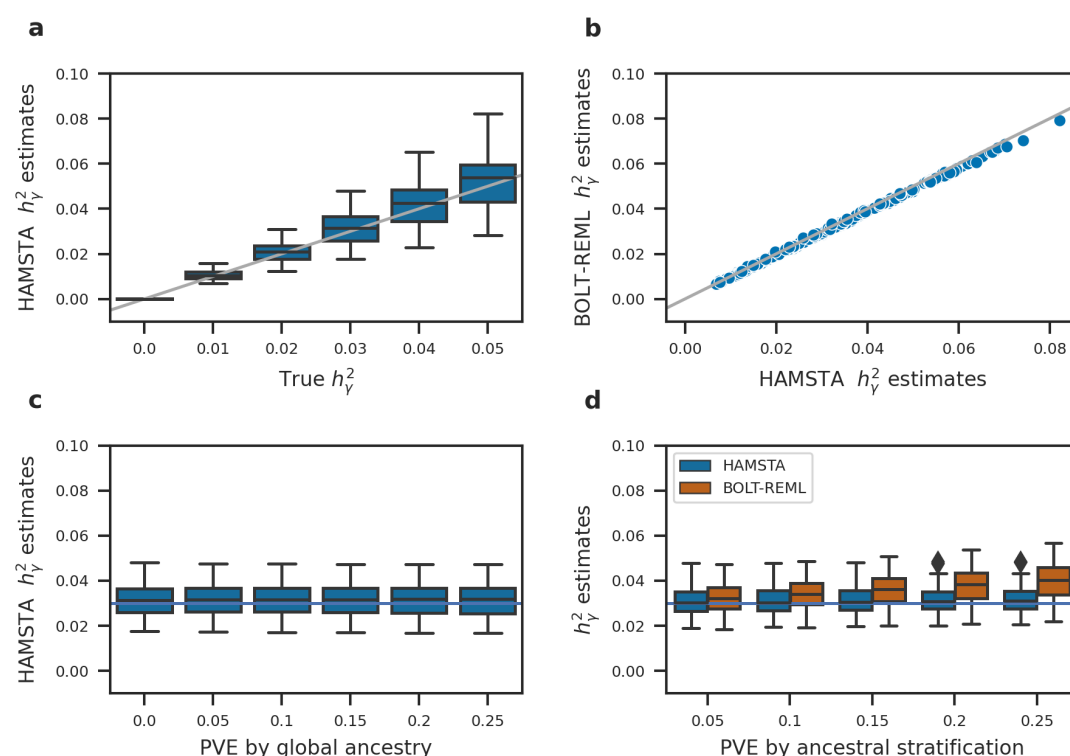 a
0.10
0.08
0.06
0.04
0.02
0.00
HAMSTA h²γ estimates
0.0 0.01 0.02 0.03 0.04 0.05
True h²γ
b
0.10
0.08
0.06
0.04
0.02
0.00
BOLT-REML h²γ estimates
0.00 0.02 0.04 0.06 0.08
HAMSTA h²γ estimates
c
0.10
0.08
0.06
0.04
0.02
0.00
HAMSTA h²γ estimates
0.0 0.05 0.1 0.15 0.2 0.25
PVE by global ancestry
d
0.10
0.08
0.06
0.04
0.02
0.00
h²γ estimates
HAMSTA
BOLT-REML
0.05 0.1 0.15 0.2 0.25
PVE by ancestral stratification